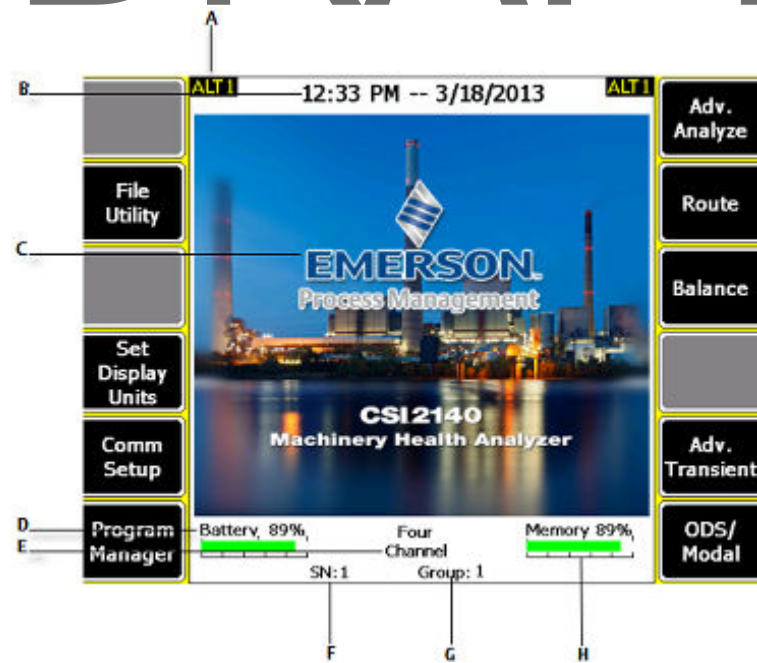 DRAFT
A
B
ALT 1
12:33 PM -- 3/18/2013
ALT 1
Adv.
Analyze
File
Utility
Route
C
EMERSON.
Process Management
Balance
Set
Display
Units
CSI 2140
Machinery Health Analyzer
Comm
Setup
Adv.
Transient
D
E
Program
Manager
Battery, 89%
Four
Channel
Memory 89%
ODS/
Modal
SN: 1
Group: 1
F
G
H